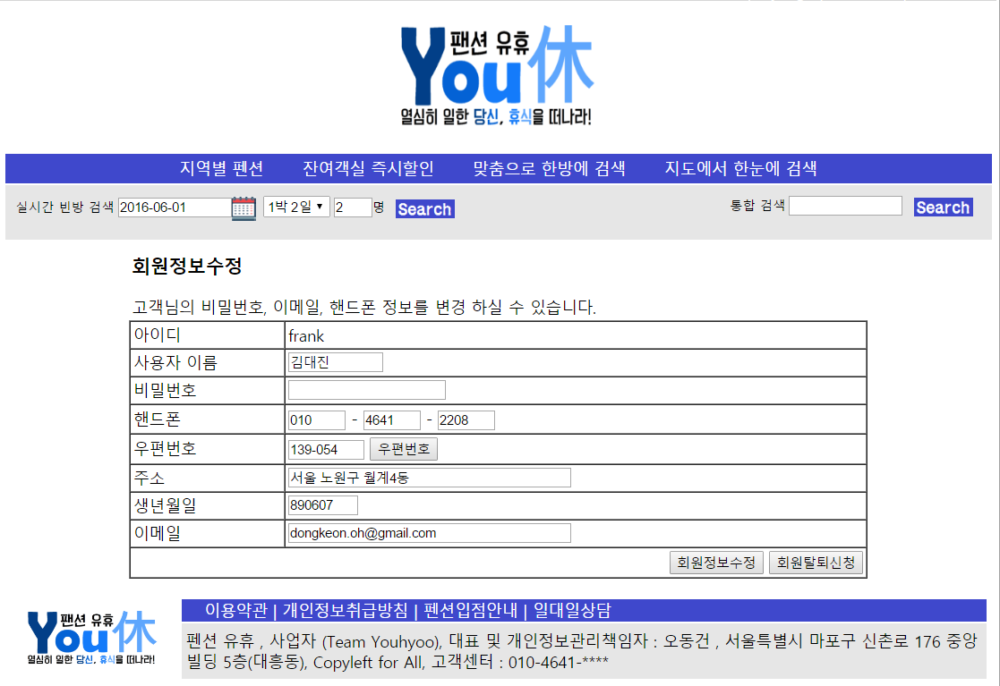 팬션 유휴
You休
열심히 일한 당신, 휴식을 떠나라!
지역별 펜션 잔여객실 즉시할인 맞춤으로 한방에 검색 지도에서 한눈에 검색
실시간 빈방 검색 2016-06-01 1박 2일 2 명 Search 통합 검색 Search
회원정보수정
고객님의 비밀번호, 이메일, 핸드폰 정보를 변경 하실 수 있습니다.
아이디 frank
사용자 이름 김대진
비밀번호
핸드폰 010 - 4641 - 2208
우편번호 139-054 우편번호
주소 서울 노원구 월계4동
생년월일 890607
이메일 dongkeon.oh@gmail.com
회원정보수정 회원탈퇴신청
팬션 유휴
You休
열심히 일한 당신, 휴식을 떠나라!
이용약관 | 개인정보취급방침 | 펜션입점안내 | 일대일상담
펜션 유휴 , 사업자 (Team Youhyoo), 대표 및 개인정보관리책임자 : 오동건 , 서울특별시 마포구 신촌로 176 중앙
빌딩 5층(대흥동), Copyleft for All, 고객센터 : 010-4641-****